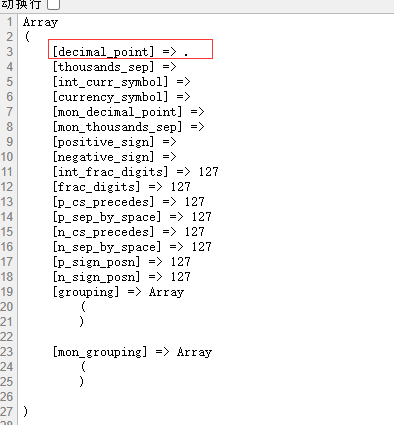 动换行
1 Array
2 (
3 [decimal_point] => .
4 [thousands_sep] =>
5 [int_curr_symbol] =>
6 [currency_symbol] =>
7 [mon_decimal_point] =>
8 [mon_thousands_sep] =>
9 [positive_sign] =>
10 [negative_sign] =>
11 [int_frac_digits] => 127
12 [frac_digits] => 127
13 [p_cs_precedes] => 127
14 [p_sep_by_space] => 127
15 [n_cs_precedes] => 127
16 [n_sep_by_space] => 127
17 [p_sign_posn] => 127
18 [n_sign_posn] => 127
19 [grouping] => Array
20 (
21 )
22
23 [mon_grouping] => Array
24 (
25 )
26
27 )
28